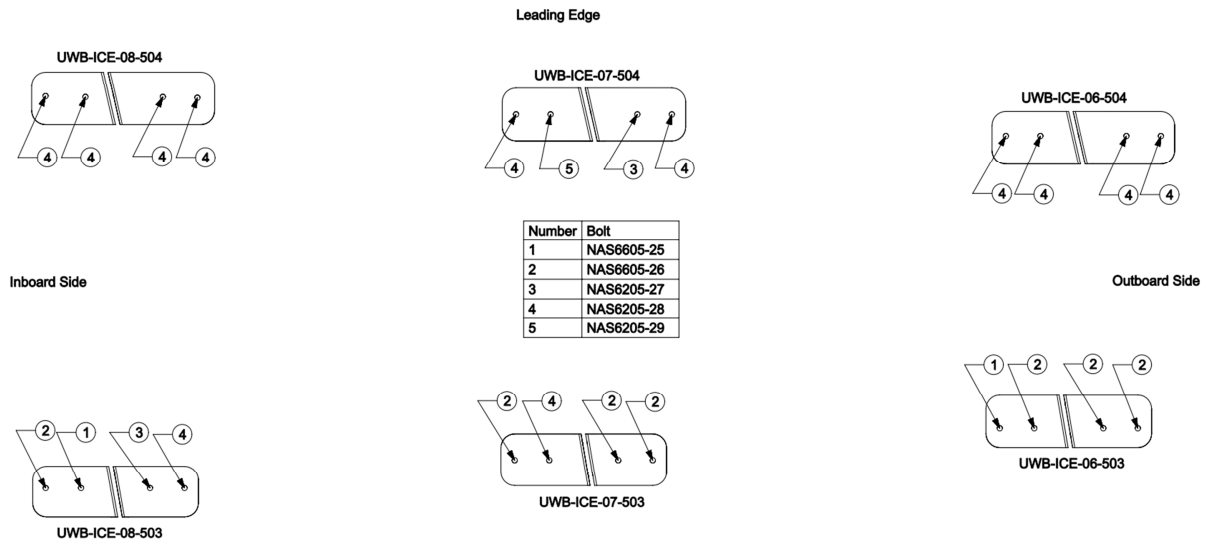 Leading Edge
UWB-ICE-08-504
4 4 4 4
UWB-ICE-07-504
4 5 3 4
UWB-ICE-06-504
4 4 4 4
Number Bolt
1 NAS6605-25
2 NAS6605-26
3 NAS6205-27
4 NAS6205-28
5 NAS6205-29
Inboard Side
Outboard Side
2 1 3 4
UWB-ICE-08-503
2 4 2 2
UWB-ICE-07-503
1 2 2 2
UWB-ICE-06-503